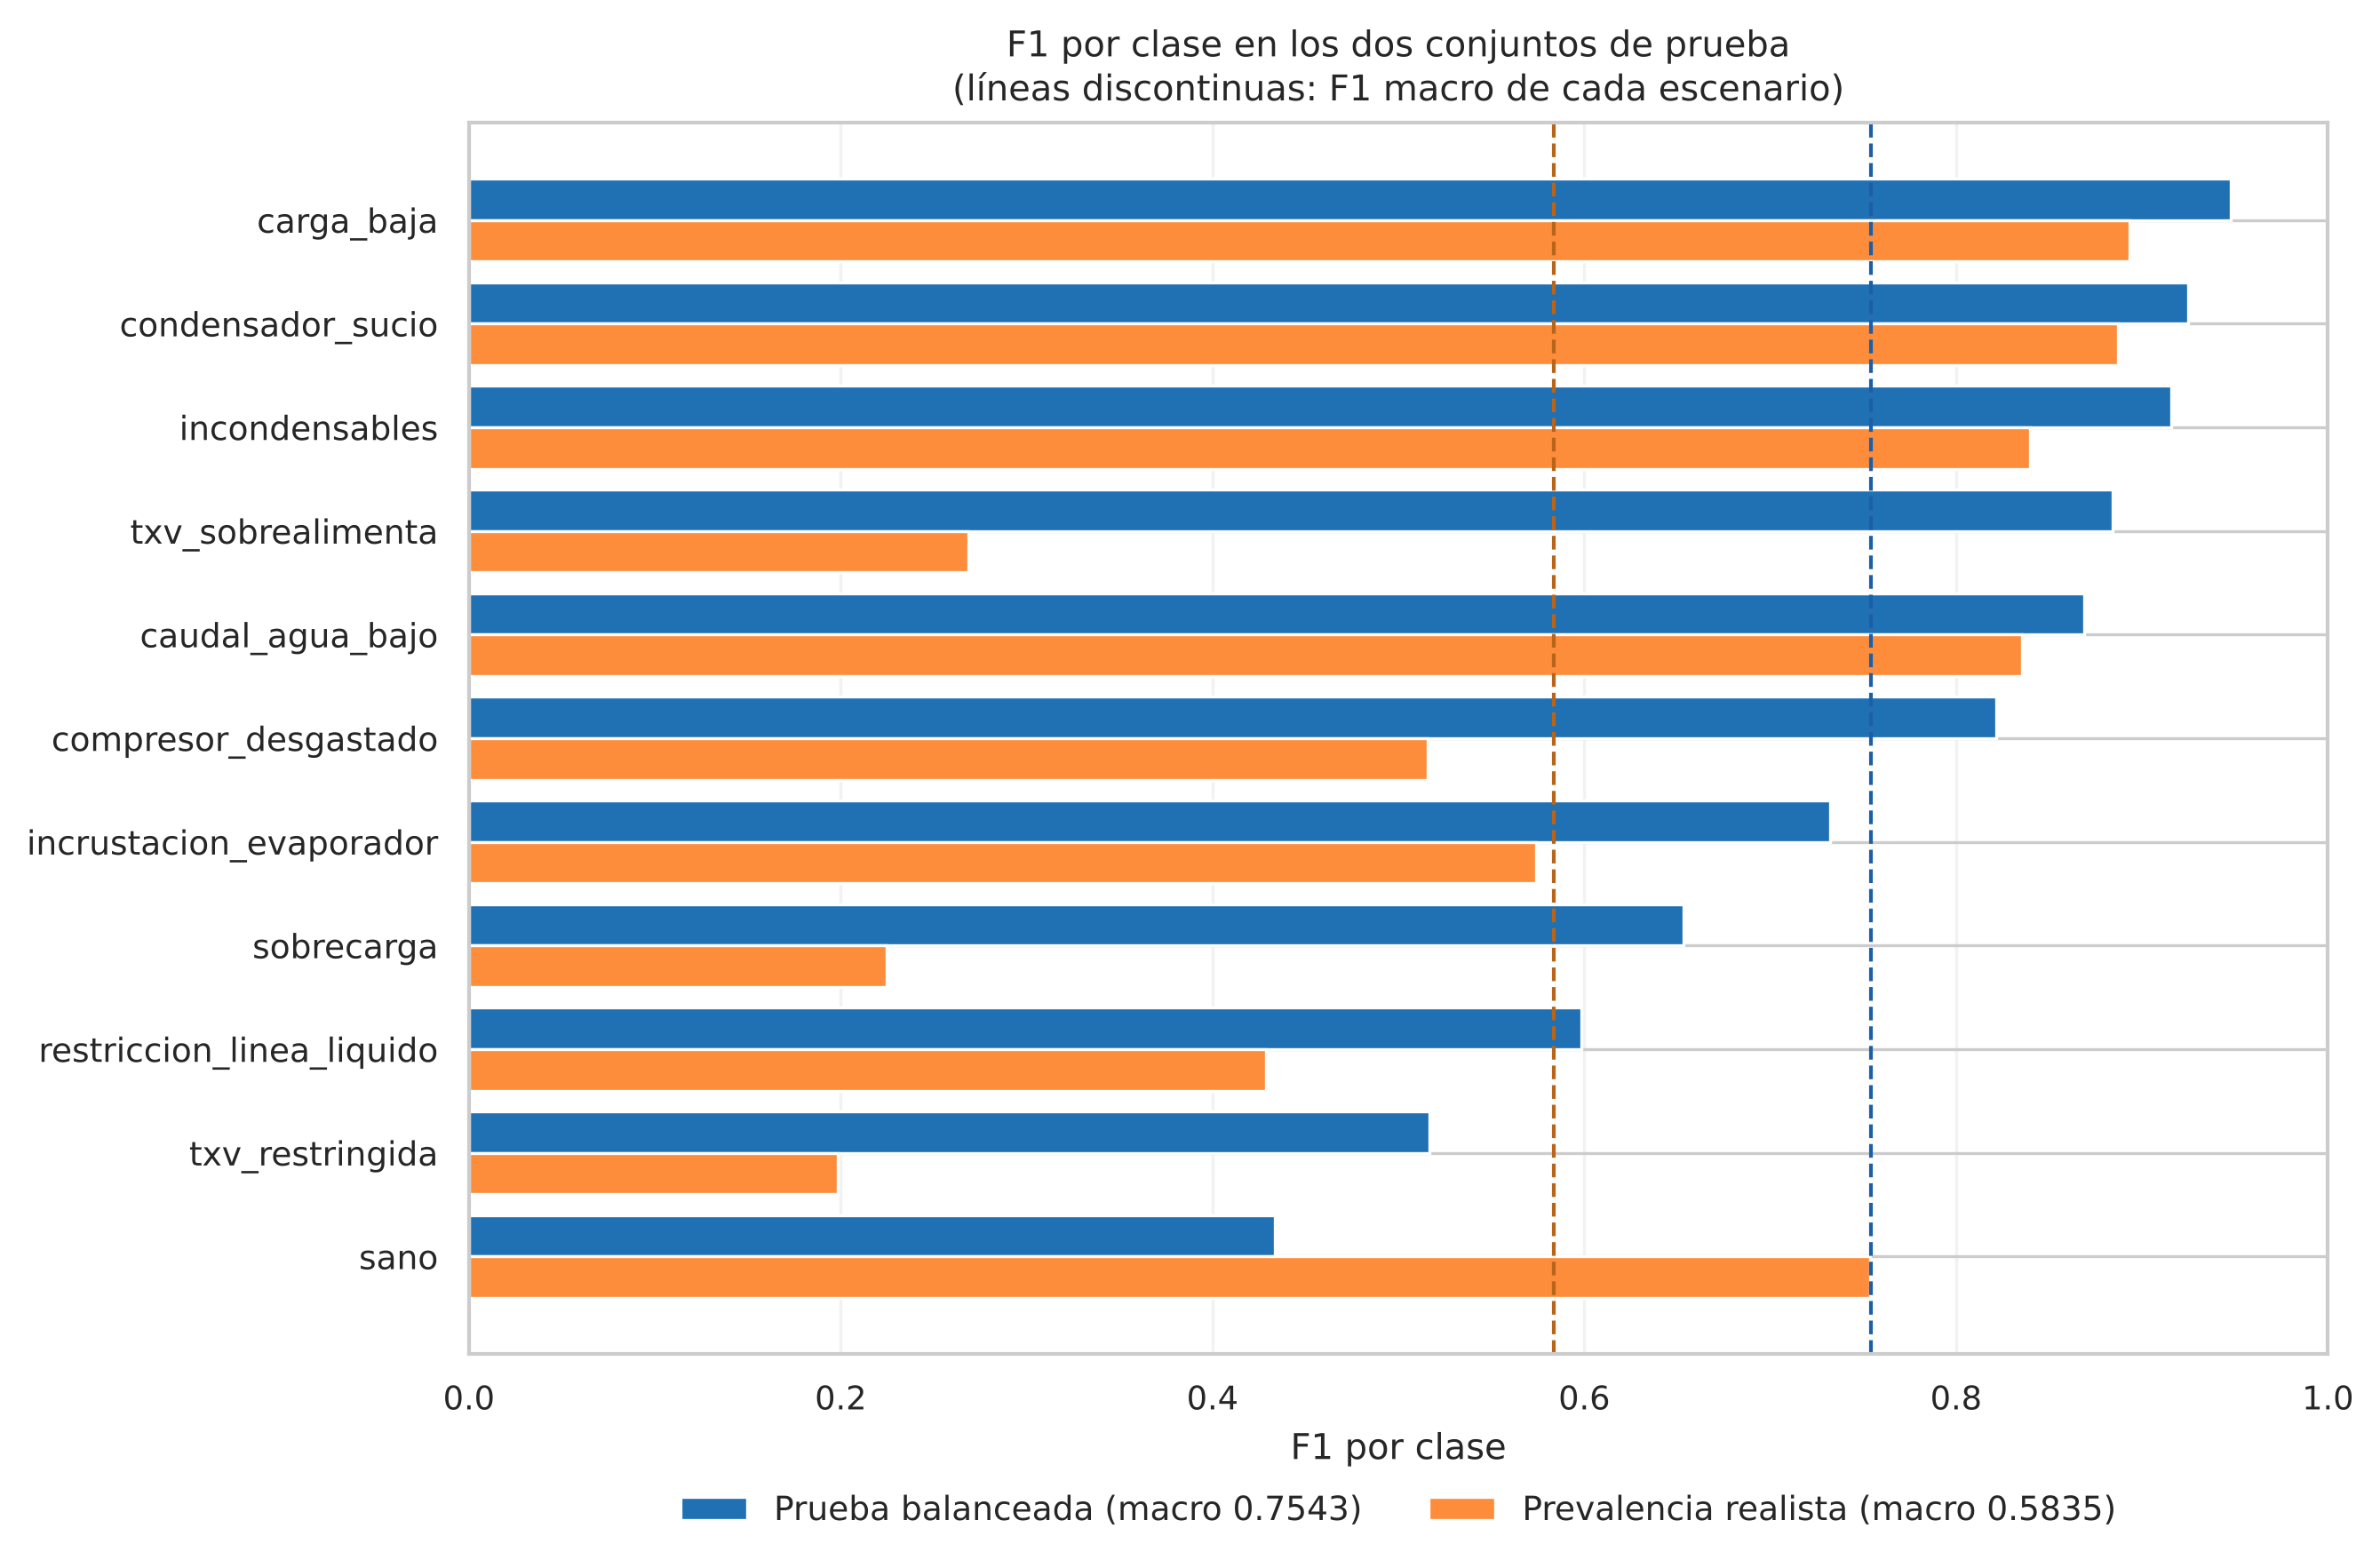 F1 por clase en los dos conjuntos de prueba
(líneas discontinuas: F1 macro de cada escenario)
carga_baja
condensador_sucio
incondensables
txv_sobrealimenta
caudal_agua_bajo
compresor_desgastado
incrustacion_evaporador
sobrecarga
restriccion_linea_liquido
txv_restringida
sano
0.0 0.2 0.4 0.6 0.8 1.0
F1 por clase
Prueba balanceada (macro 0.7543) Prevalencia realista (macro 0.5835)